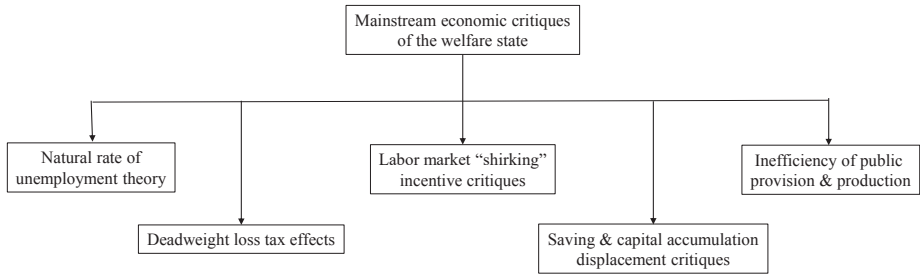 Mainstream economic critiques
of the welfare state
Natural rate of
unemployment theory
Deadweight loss tax effects
Labor market “shirking”
incentive critiques
Saving & capital accumulation
displacement critiques
Inefficiency of public
provision & production